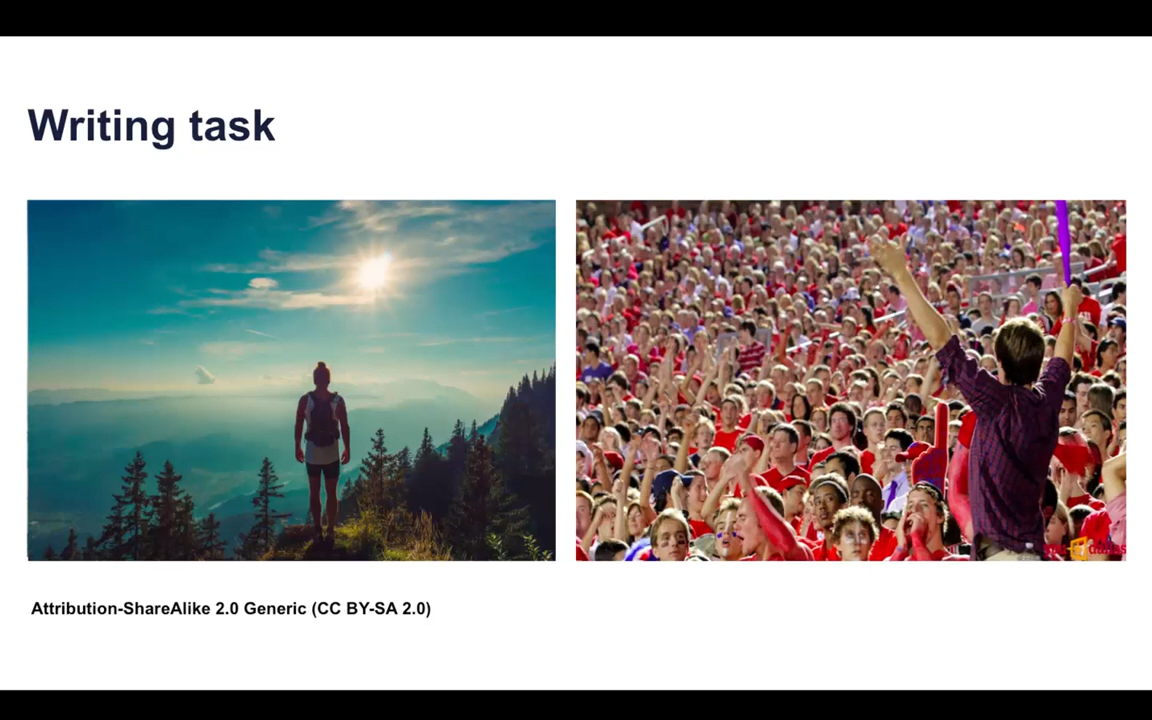 Writing task
Attribution-ShareAlike 2.0 Generic (CC BY-SA 2.0)